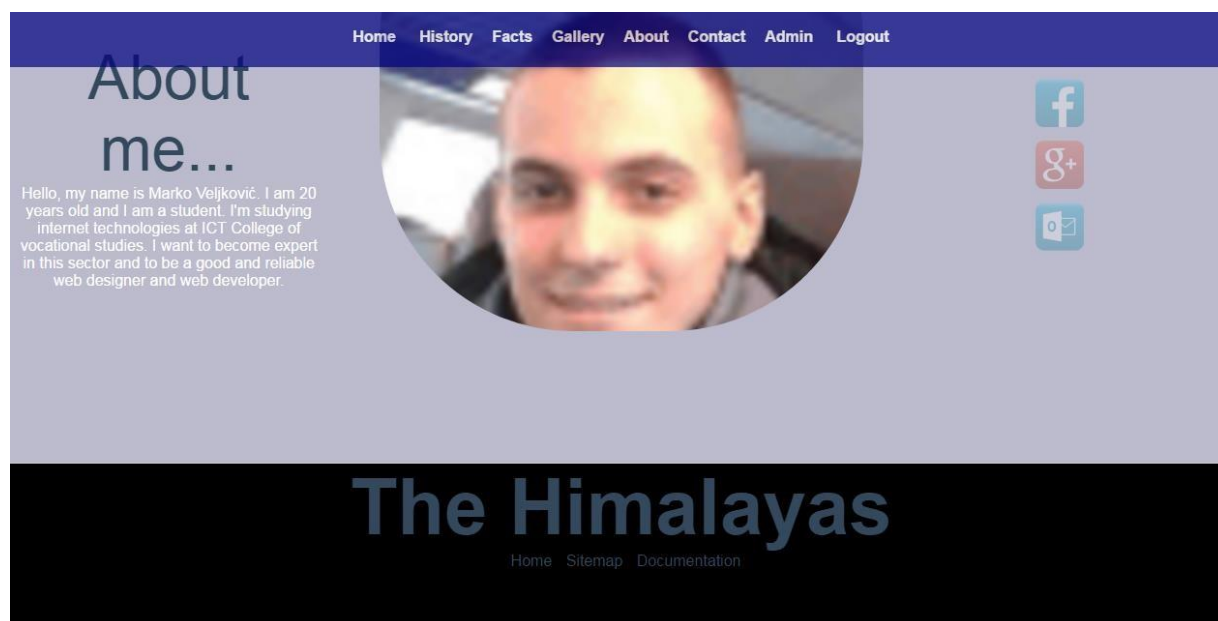 Home History Facts Gallery About Contact Admin Logout
About
me...
Hello, my name is Marko Veljković. I am 20
years old and I am a student. I'm studying
internet technologies at ICT College of
vocational studies. I want to become expert
in this sector and to be a good and reliable
web designer and web developer.
f
g+
o
The Himalayas
Home Sitemap Documentation